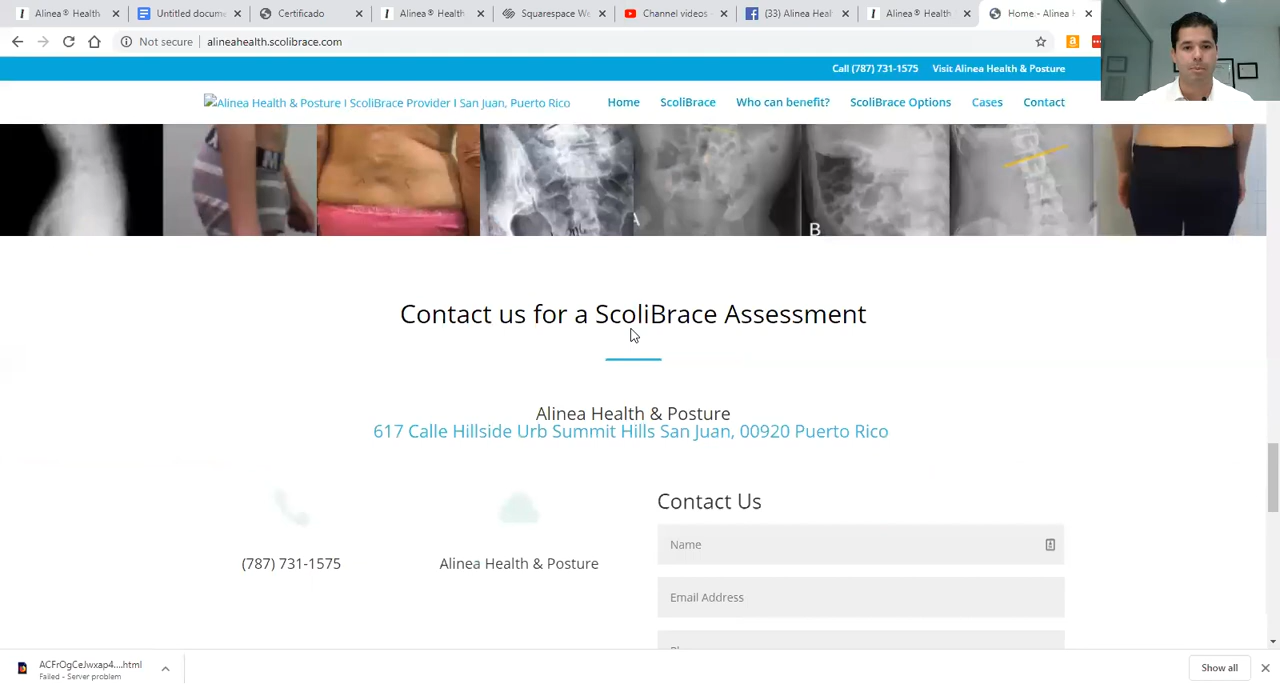 Alinea® Health
Untitled docum
Certificado
Alinea® Health
Squarespace We
Channel videos
(33) Alinea Heal
Alinea® Health
Home - Alinea
Not secure
alineahealth.scolibrace.com
Call (787) 731-1575 Visit Alinea Health & Posture
Alinea Health & Posture I ScoliBrace Provider I San Juan, Puerto Rico
Home ScoliBrace Who can benefit? ScoliBrace Options Cases Contact
M
A
B
Contact us for a ScoliBrace Assessment
Alinea Health & Posture
617 Calle Hillside Urb Summit Hills San Juan, 00920 Puerto Rico
(787) 731-1575
Alinea Health & Posture
Contact Us
Name
Email Address
ACFrOgCeJwxap4....html
Failed - Server problem
Show all